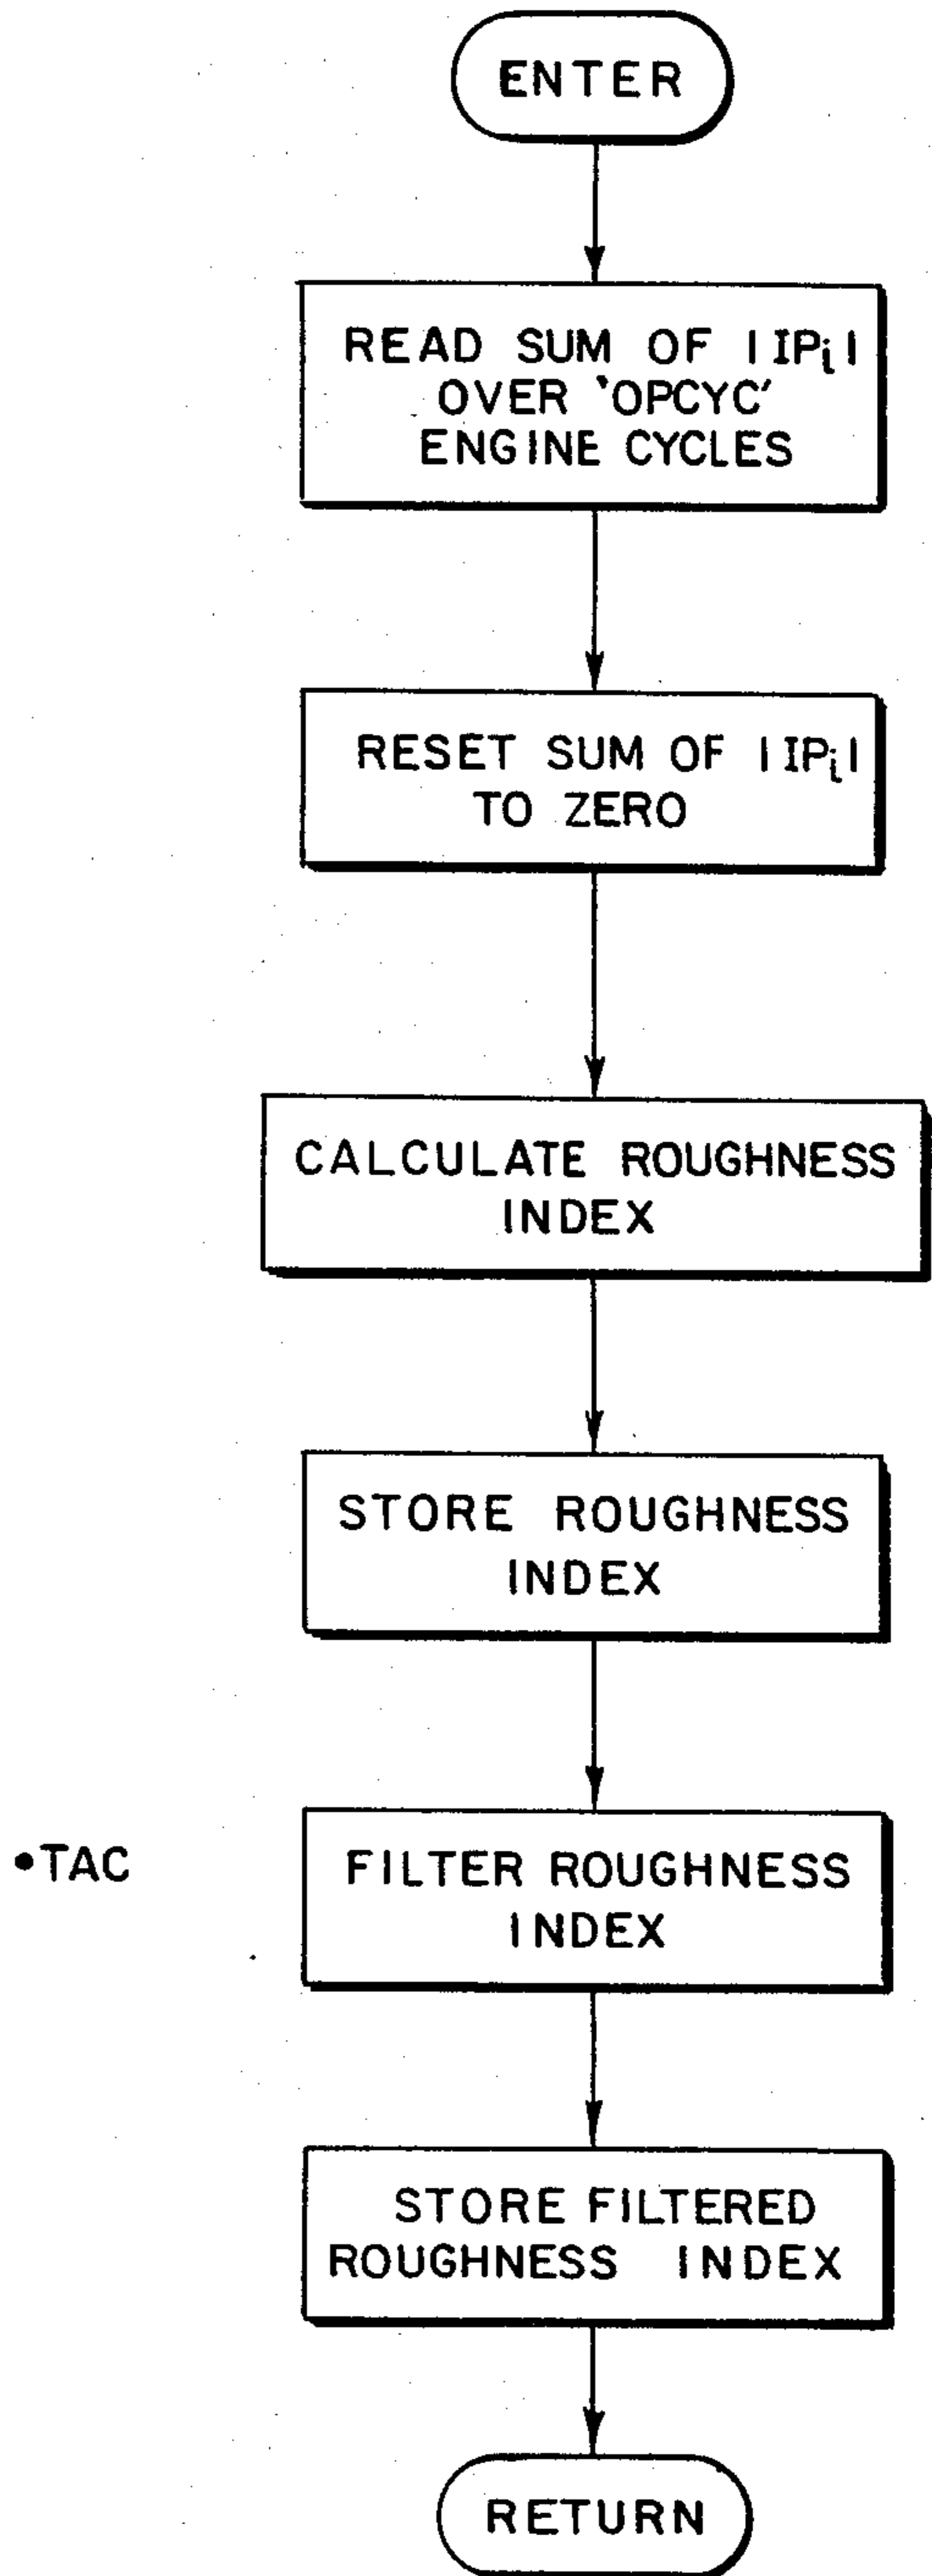 ENTER
READ SUM OF |IPi|
OVER 'OPCYC'
ENGINE CYCLES
RESET SUM OF |IPi|
TO ZERO
CALCULATE ROUGHNESS
INDEX
STORE ROUGHNESS
INDEX
•TAC
FILTER ROUGHNESS
INDEX
STORE FILTERED
ROUGHNESS INDEX
RETURN